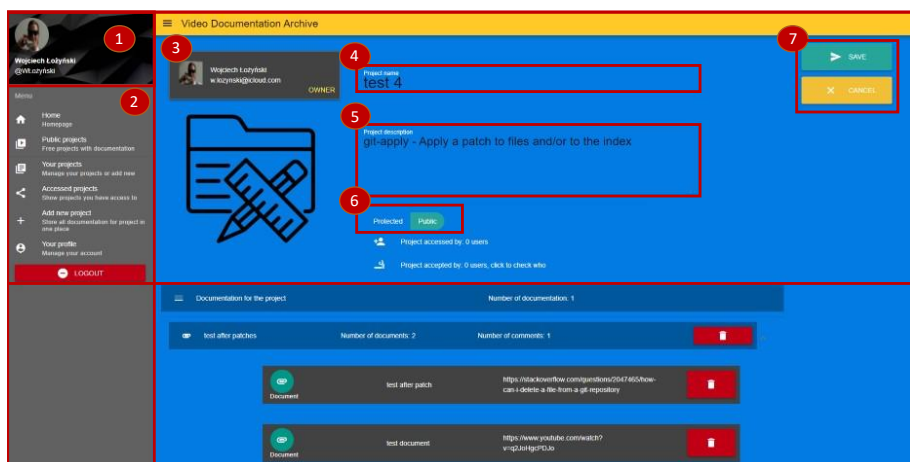 1
Wojciech Łożyński
@WŁożyński
2
Menu
Home
Homepage
Public projects
Free projects with documentation
Your projects
Manage your projects or add new
Accessed projects
Show projects you have access to
Add new project
Store all documentation for project in
one place
Your profile
Manage your account
LOGOUT
Video Documentation Archive
3
Wojciech Łożyński
w.lozynski@icloud.com
OWNER
4
Project name
test 4
5
Project description
git-apply - Apply a patch to files and/or to the index
6
Protected
Public
Project accessed by: 0 users
Project accepted by: 0 users, click to check who
7
SAVE
CANCEL
Documentation for the project
Number of documentation: 1
test after patches
Number of documents: 2
Number of comments: 1
Document
test after patch
https://stackoverflow.com/questions/2047465/how-
can-i-delete-a-file-from-a-git-repository
Document
test document
https://www.youtube.com/watch?
v=q2JoHgcPDJo